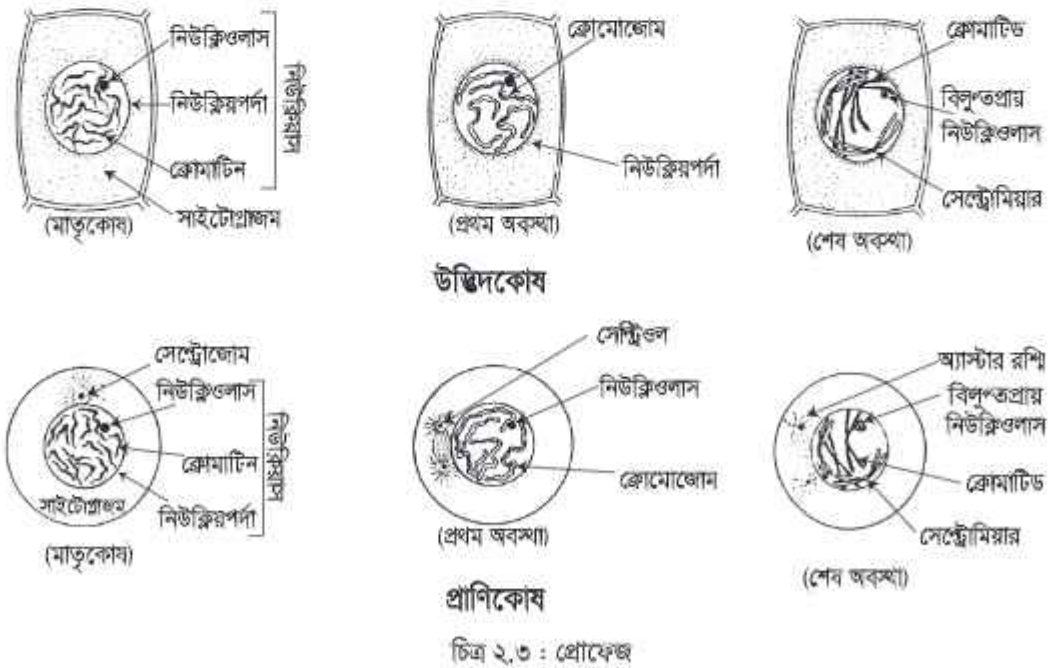 নিউক্লিওলাস
নিউক্লিয়পর্দা
ক্রোমাটিন
সাইটোপ্লাজম
নিউক্লিয়াস
(মাতৃকোষ)
ক্রোমোজোম
নিউক্লিয়পর্দা
(প্রথম অবস্থা)
ক্রোমাটিড
বিলুপ্তপ্রায়
নিউক্লিওলাস
সেন্ট্রোমিয়ার
(শেষ অবস্থা)
উদ্ভিদকোষ
সেন্ট্রোজোম
নিউক্লিওলাস
ক্রোমাটিন
নিউক্লিয়পর্দা
নিউক্লিয়াস
সাইটোপ্লাজম
(মাতৃকোষ)
সেন্ট্রিওল
নিউক্লিওলাস
ক্রোমোজোম
(প্রথম অবস্থা)
অ্যাস্টার রশ্মি
বিলুপ্তপ্রায়
নিউক্লিওলাস
ক্রোমাটিড
সেন্ট্রোমিয়ার
(শেষ অবস্থা)
প্রাণিকোষ
চিত্র ২.৩ : প্রোফেজ